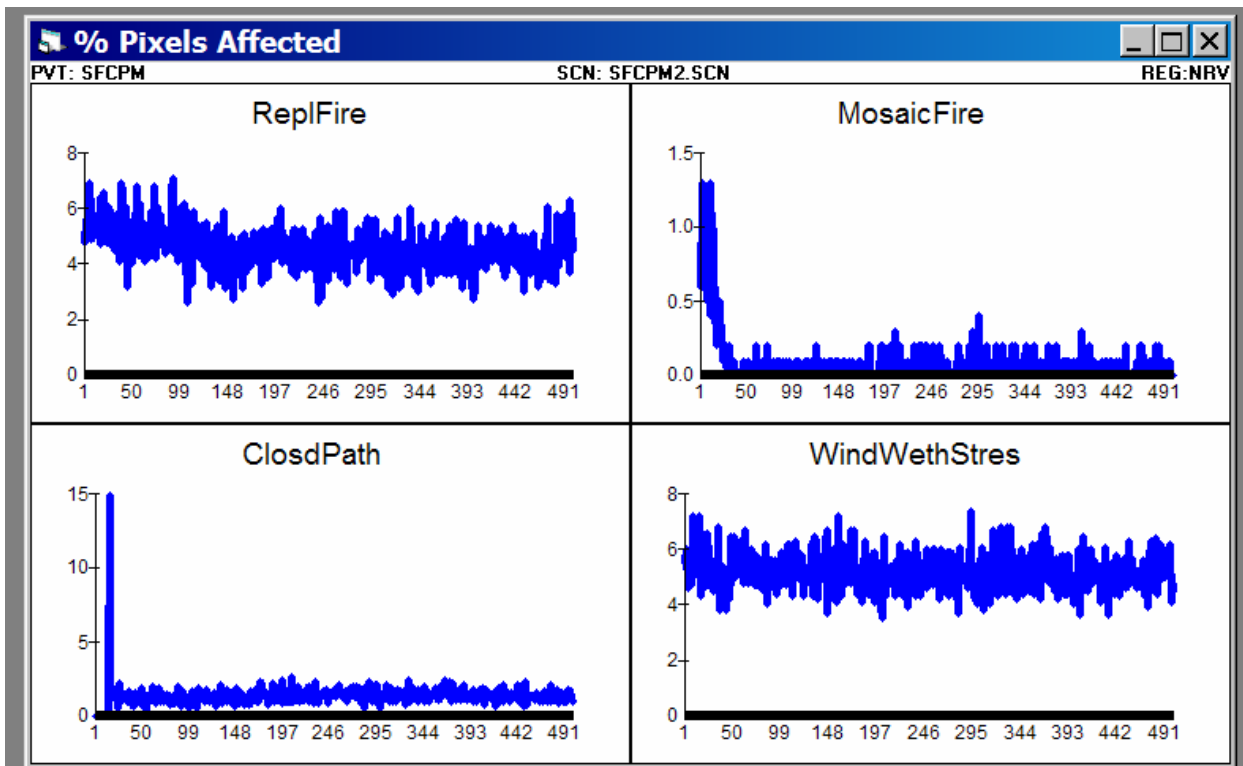 % Pixels Affected
PVT: SFCPM SCN: SFCPM2.SCN REG:NRV
ReplFire
8
6
4
2
0
1 50 99 148 197 246 295 344 393 442 491
MosaicFire
1.5
1.0
0.5
0.0
1 50 99 148 197 246 295 344 393 442 491
ClosdPath
15
10
5
0
1 50 99 148 197 246 295 344 393 442 491
WindWethStres
8
6
4
2
0
1 50 99 148 197 246 295 344 393 442 491